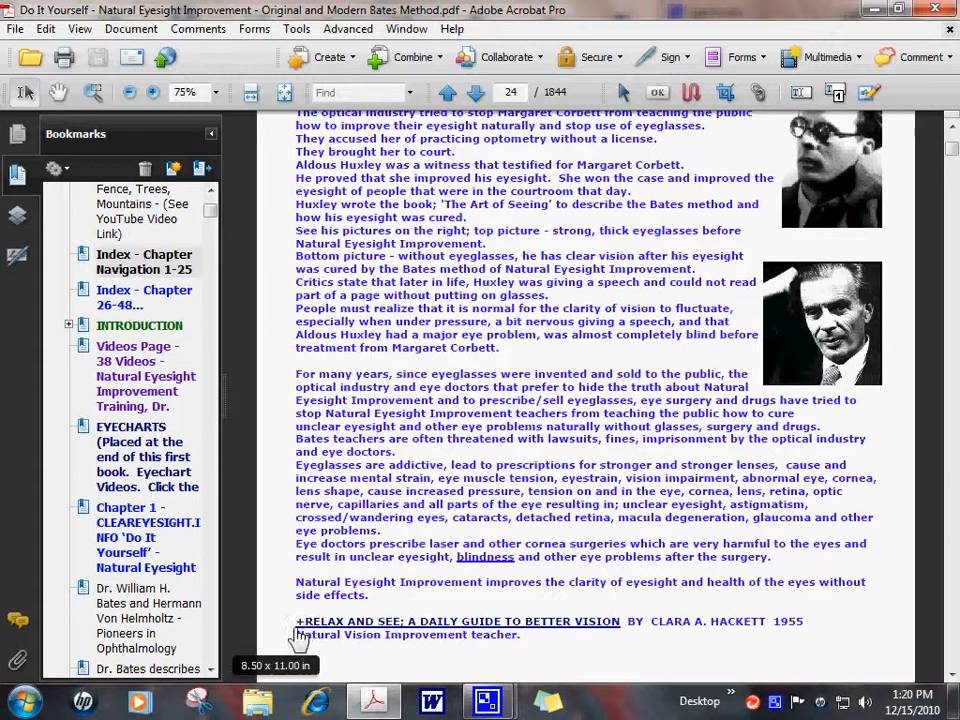 Do It Yourself - Natural Eyesight Improvement - Original and Modern Bates Method.pdf - Adobe Acrobat Pro
File Edit View Document Comments Forms Tools Advanced Window Help
Create Combine Collaborate Secure Sign Forms Multimedia Comment
75% Find 24 / 1844
Bookmarks
Fence, Trees,
Mountains - (See
YouTube Video
Link)
Index - Chapter
Navigation 1-25
Index - Chapter
26-48...
INTRODUCTION
Videos Page -
38 Videos -
Natural Eyesight
Improvement
Training, Dr.
EYECHARTS
(Placed at the
end of this first
book. Eyechart
Videos. Click the
Chapter 1 -
CLEAREYESIGHT.I
NFO ‘Do It
Yourself’ -
Natural Eyesight
Dr. William H.
Bates and Hermann
Von Helmholtz -
Pioneers in
Ophthalmology
Dr. Bates describes
The optical industry tried to stop Margaret Corbett from teaching the public
how to improve their eyesight naturally and stop use of eyeglasses.
They accused her of practicing optometry without a license.
They brought her to court.
Aldous Huxley was a witness that testified for Margaret Corbett.
He proved that she improved his eyesight. She won the case and improved the
eyesight of people that were in the courtroom that day.
Huxley wrote the book; 'The Art of Seeing' to describe the Bates method and
how his eyesight was cured.
See his pictures on the right; top picture - strong, thick eyeglasses before
Natural Eyesight Improvement.
Bottom picture - without eyeglasses, he has clear vision after his eyesight
was cured by the Bates method of Natural Eyesight Improvement.
Critics state that later in life, Huxley was giving a speech and could not read
part of a page without putting on glasses.
People must realize that it is normal for the clarity of vision to fluctuate,
especially when under pressure, a bit nervous giving a speech, and that
Aldous Huxley had a major eye problem, was almost completely blind before
treatment from Margaret Corbett.
For many years, since eyeglasses were invented and sold to the public, the
optical industry and eye doctors that prefer to hide the truth about Natural
Eyesight Improvement and to prescribe/sell eyeglasses, eye surgery and drugs have tried to
stop Natural Eyesight Improvement teachers from teaching the public how to cure
unclear eyesight and other eye problems naturally without glasses, surgery and drugs.
Bates teachers are often threatened with lawsuits, fines, imprisonment by the optical industry
and eye doctors.
Eyeglasses are addictive, lead to prescriptions for stronger and stronger lenses, cause and
increase mental strain, eye muscle tension, eyestrain, vision impairment, abnormal eye, cornea,
lens shape, cause increased pressure, tension on and in the eye, cornea, lens, retina, optic
nerve, capillaries and all parts of the eye resulting in; unclear eyesight, astigmatism,
crossed/wandering eyes, cataracts, detached retina, macula degeneration, glaucoma and other
eye problems.
Eye doctors prescribe laser and other cornea surgeries which are very harmful to the eyes and
result in unclear eyesight, blindness and other eye problems after the surgery.
Natural Eyesight Improvement improves the clarity of eyesight and health of the eyes without
side effects.
+RELAX AND SEE; A DAILY GUIDE TO BETTER VISION BY CLARA A. HACKETT 1955
Natural Vision Improvement teacher.
8.50 x 11.00 in
Desktop
1:20 PM
12/15/2010